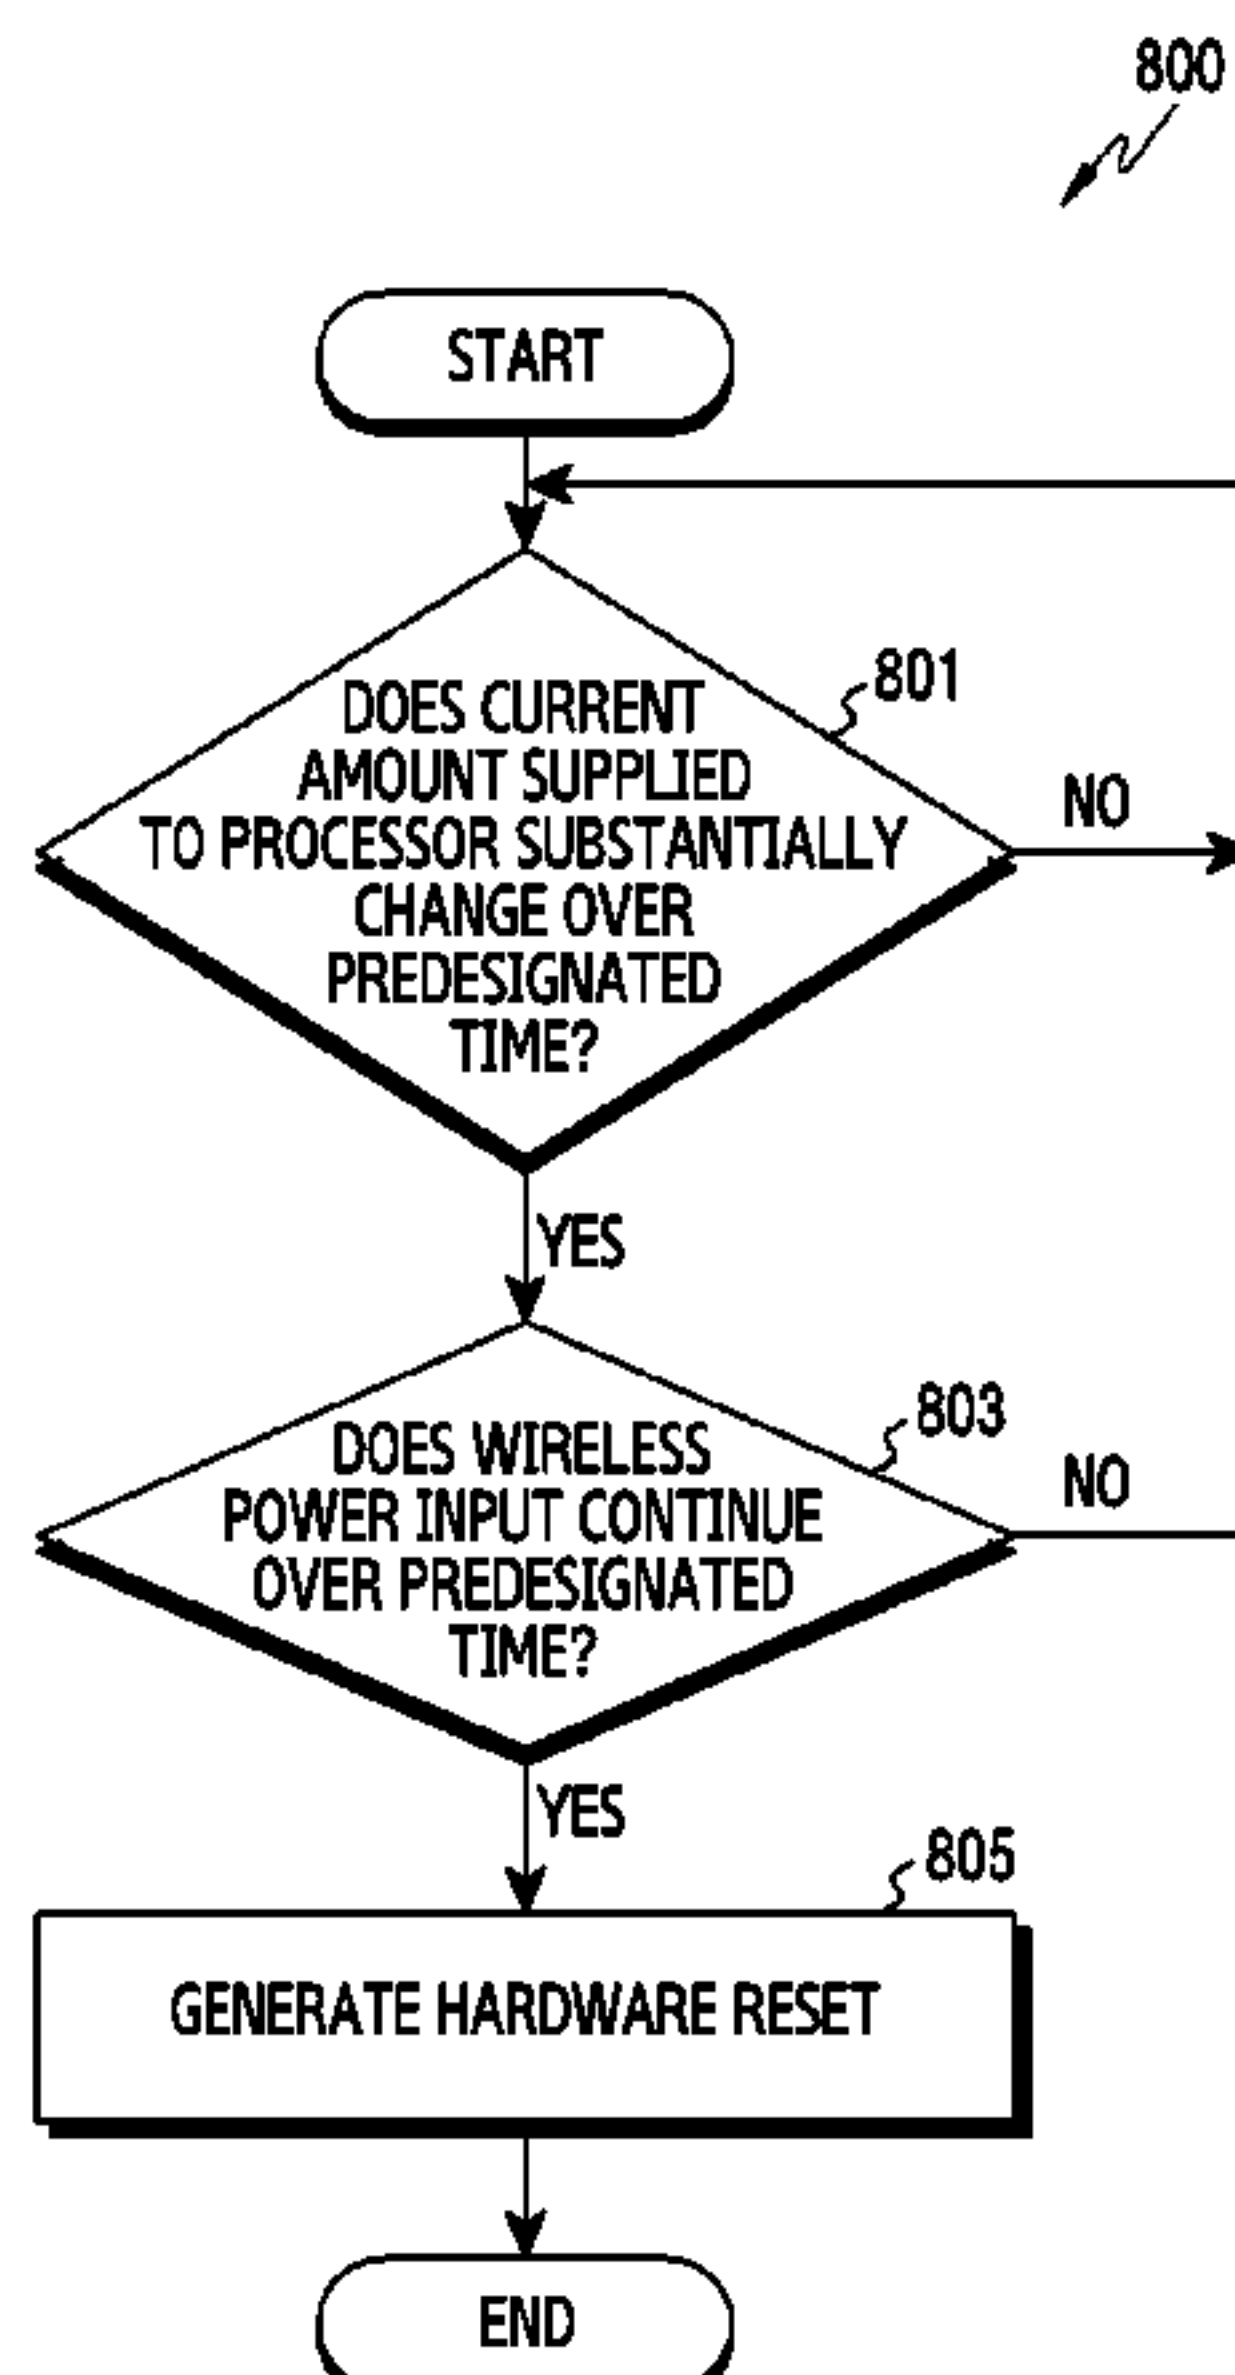 800
START
DOES CURRENT
AMOUNT SUPPLIED
TO PROCESSOR SUBSTANTIALLY
CHANGE OVER
PREDESIGNATED
TIME?
801
NO
YES
DOES WIRELESS
POWER INPUT CONTINUE
OVER PREDESIGNATED
TIME?
803
NO
YES
805
GENERATE HARDWARE RESET
END